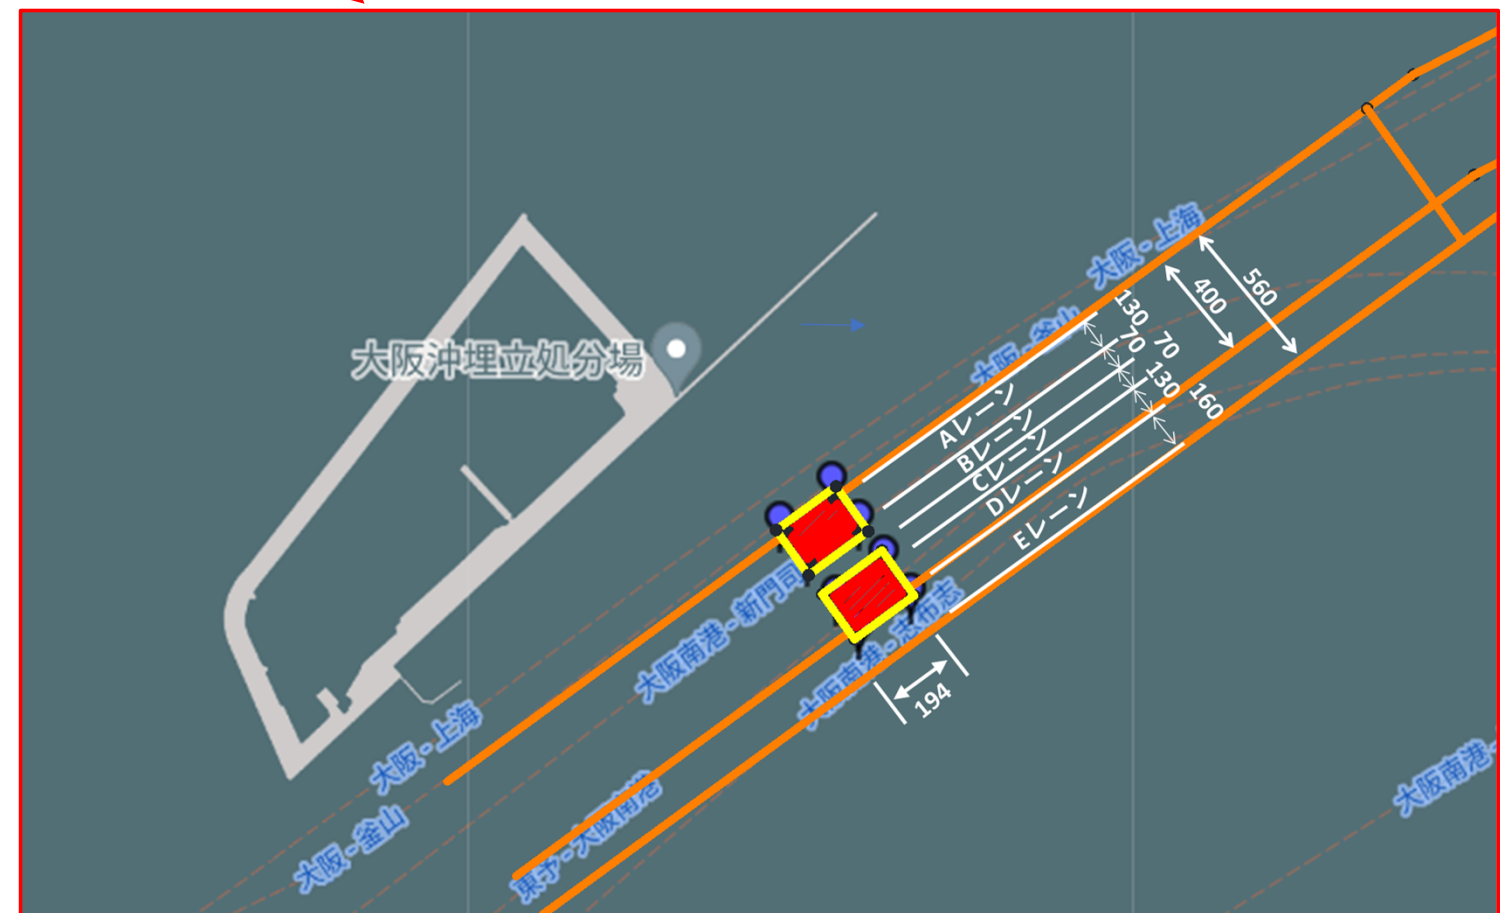 大阪 - 上海
560
400
大阪 - 釜山
130
70
70
130
160
大阪沖埋立処分場
Aレーン
Bレーン
Cレーン
Dレーン
Eレーン
大阪南港 - 新門司
大阪南港 - 志布志
194
大阪 - 上海
大阪南港 -
東予 - 大阪南港
大阪 - 釜山